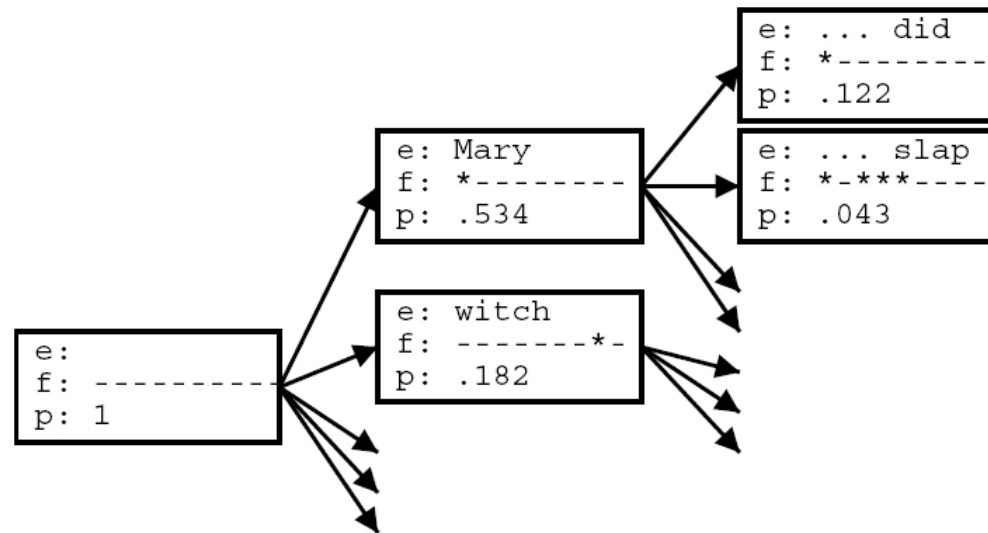 e: ... did
f: *--------
p: .122
e: Mary
f: *--------
p: .534
e: ... slap
f: *-***----
p: .043
e: witch
f: -------*-
p: .182
e:
f: ----------
p: 1